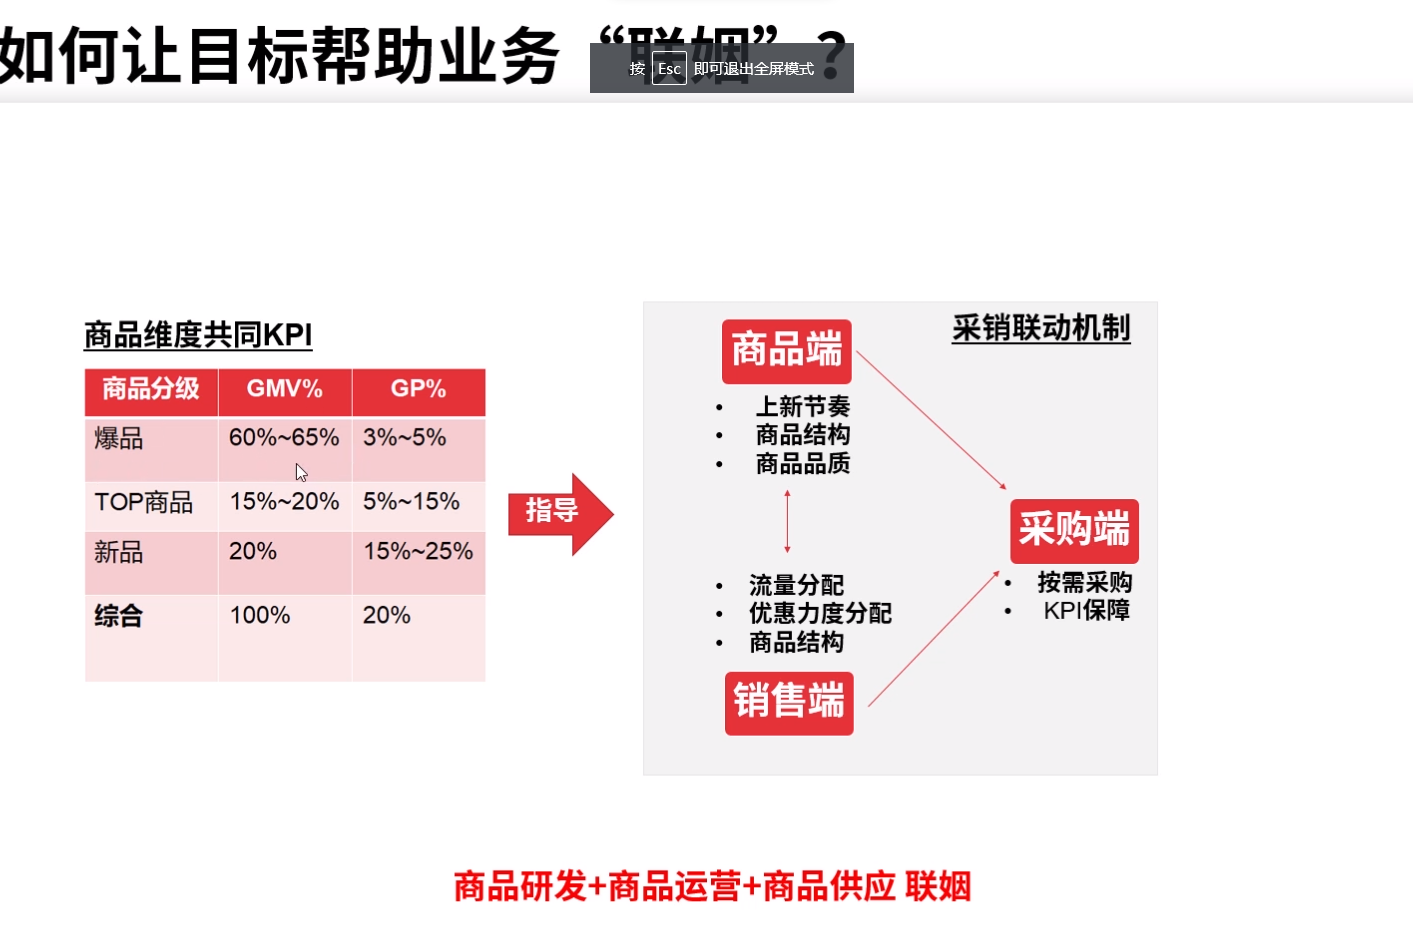 如何让目标帮助业务“联姻”？
按 Esc 即可退出全屏模式
商品维度共同KPI
商品分级 GMV% GP%
爆品 60%~65% 3%~5%
TOP商品 15%~20% 5%~15%
新品 20% 15%~25%
综合 100% 20%
指导
采销联动机制
商品端
• 上新节奏
• 商品结构
• 商品品质
采购端
• 按需采购
• KPI保障
• 流量分配
• 优惠力度分配
• 商品结构
销售端
商品研发+商品运营+商品供应 联姻